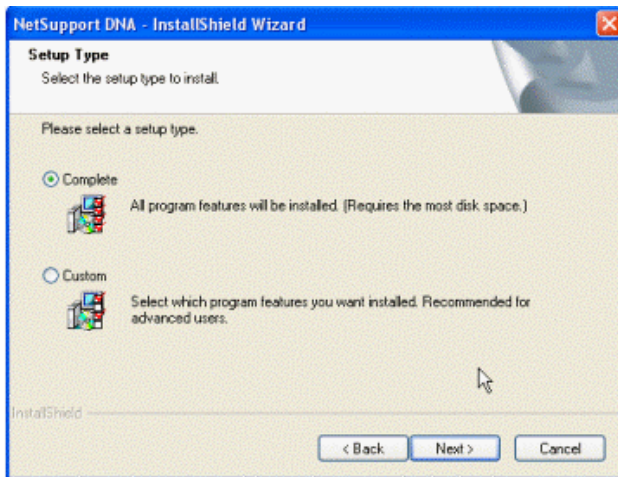 NetSupport DNA - InstallShield Wizard
Setup Type
Select the setup type to install.
Please select a setup type.
Complete
All program features will be installed. (Requires the most disk space.)
Custom
Select which program features you want installed. Recommended for
advanced users.
InstallShield
< Back
Next >
Cancel